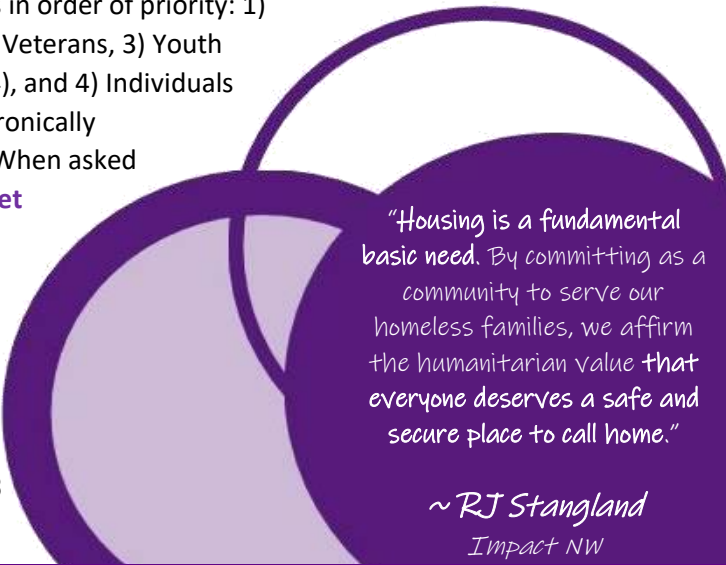 in order of priority: 1)
Veterans, 3) Youth
), and 4) Individuals
ronically
When asked
et
"Housing is a fundamental
basic need. By committing as a
community to serve our
homeless families, we affirm
the humanitarian value that
everyone deserves a safe and
secure place to call home."
~ RJ Stangland
Impact NW